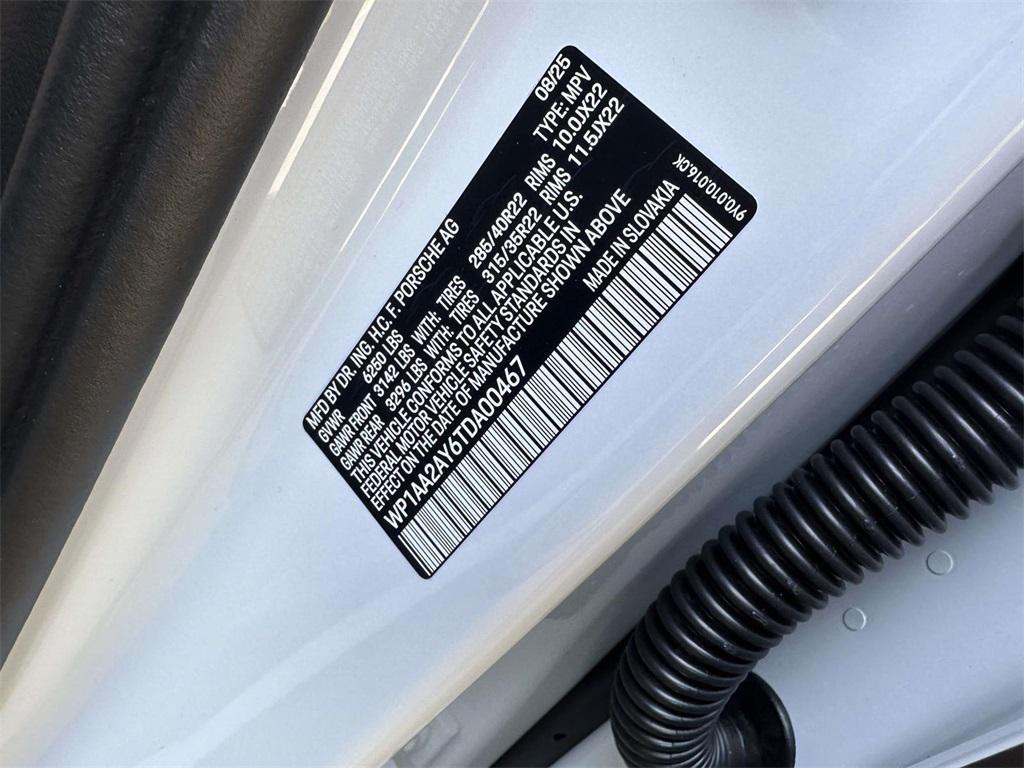 MFD BY DR. ING. H.C. F. PORSCHE AG 08/25
GVWR 6250 LBS TYPE: MPV
GAWR FRONT 3142 LBS WITH: TIRES 285/40R22 RIMS 10.0JX22
GAWR REAR 3296 LBS WITH: TIRES 315/35R22 RIMS 11.5JX22
THIS VEHICLE CONFORMS TO ALL APPLICABLE U.S.
FEDERAL MOTOR VEHICLE SAFETY STANDARDS IN
EFFECT ON THE DATE OF MANUFACTURE SHOWN ABOVE
WP1AA2AY6TDA00467 MADE IN SLOVAKIA
9Y0.010.016.CK